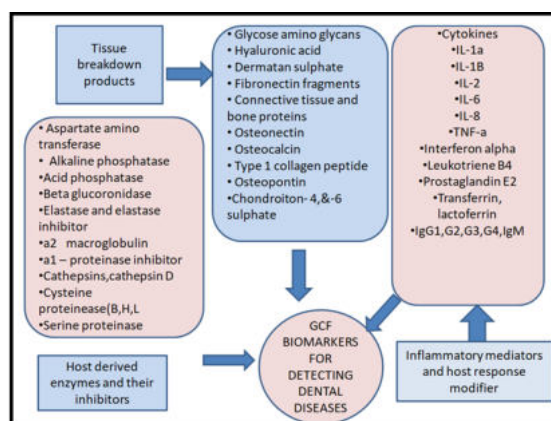 Tissue
breakdown
products
•Glycose amino glycans
• Hyaluronic acid
• Dermatan sulphate
• Fibronectin fragments
• Connective tissue and
bone proteins
• Osteonectin
• Osteocalcin
• Type 1 collagen peptide
• Osteopontin
•Chondroiton- 4,&-6
sulphate
•Cytokines
•IL-1a
•IL-1B
•IL-2
•IL-6
•IL-8
•TNF-a
•Interferon alpha
•Leukotriene B4
•Prostaglandin E2
•Transferrin,
lactoferrin
•IgG1,G2,G3,G4,IgM
• Aspartate amino
transferase
• Alkaline phosphatase
•Acid phosphatase
•Beta glucoronidase
•Elastase and elastase
inhibitor
•a2 macroglobulin
•a1 – proteinase inhibitor
•Cathepsins,cathepsin D
•Cysteine
proteinease(B,H,L
•Serine proteinase
Host derived
enzymes and their
inhibitors
GCF
BIOMARKERS
FOR
DETECTING
DENTAL
DISEASES
Inflammatory mediators
and host response
modifier